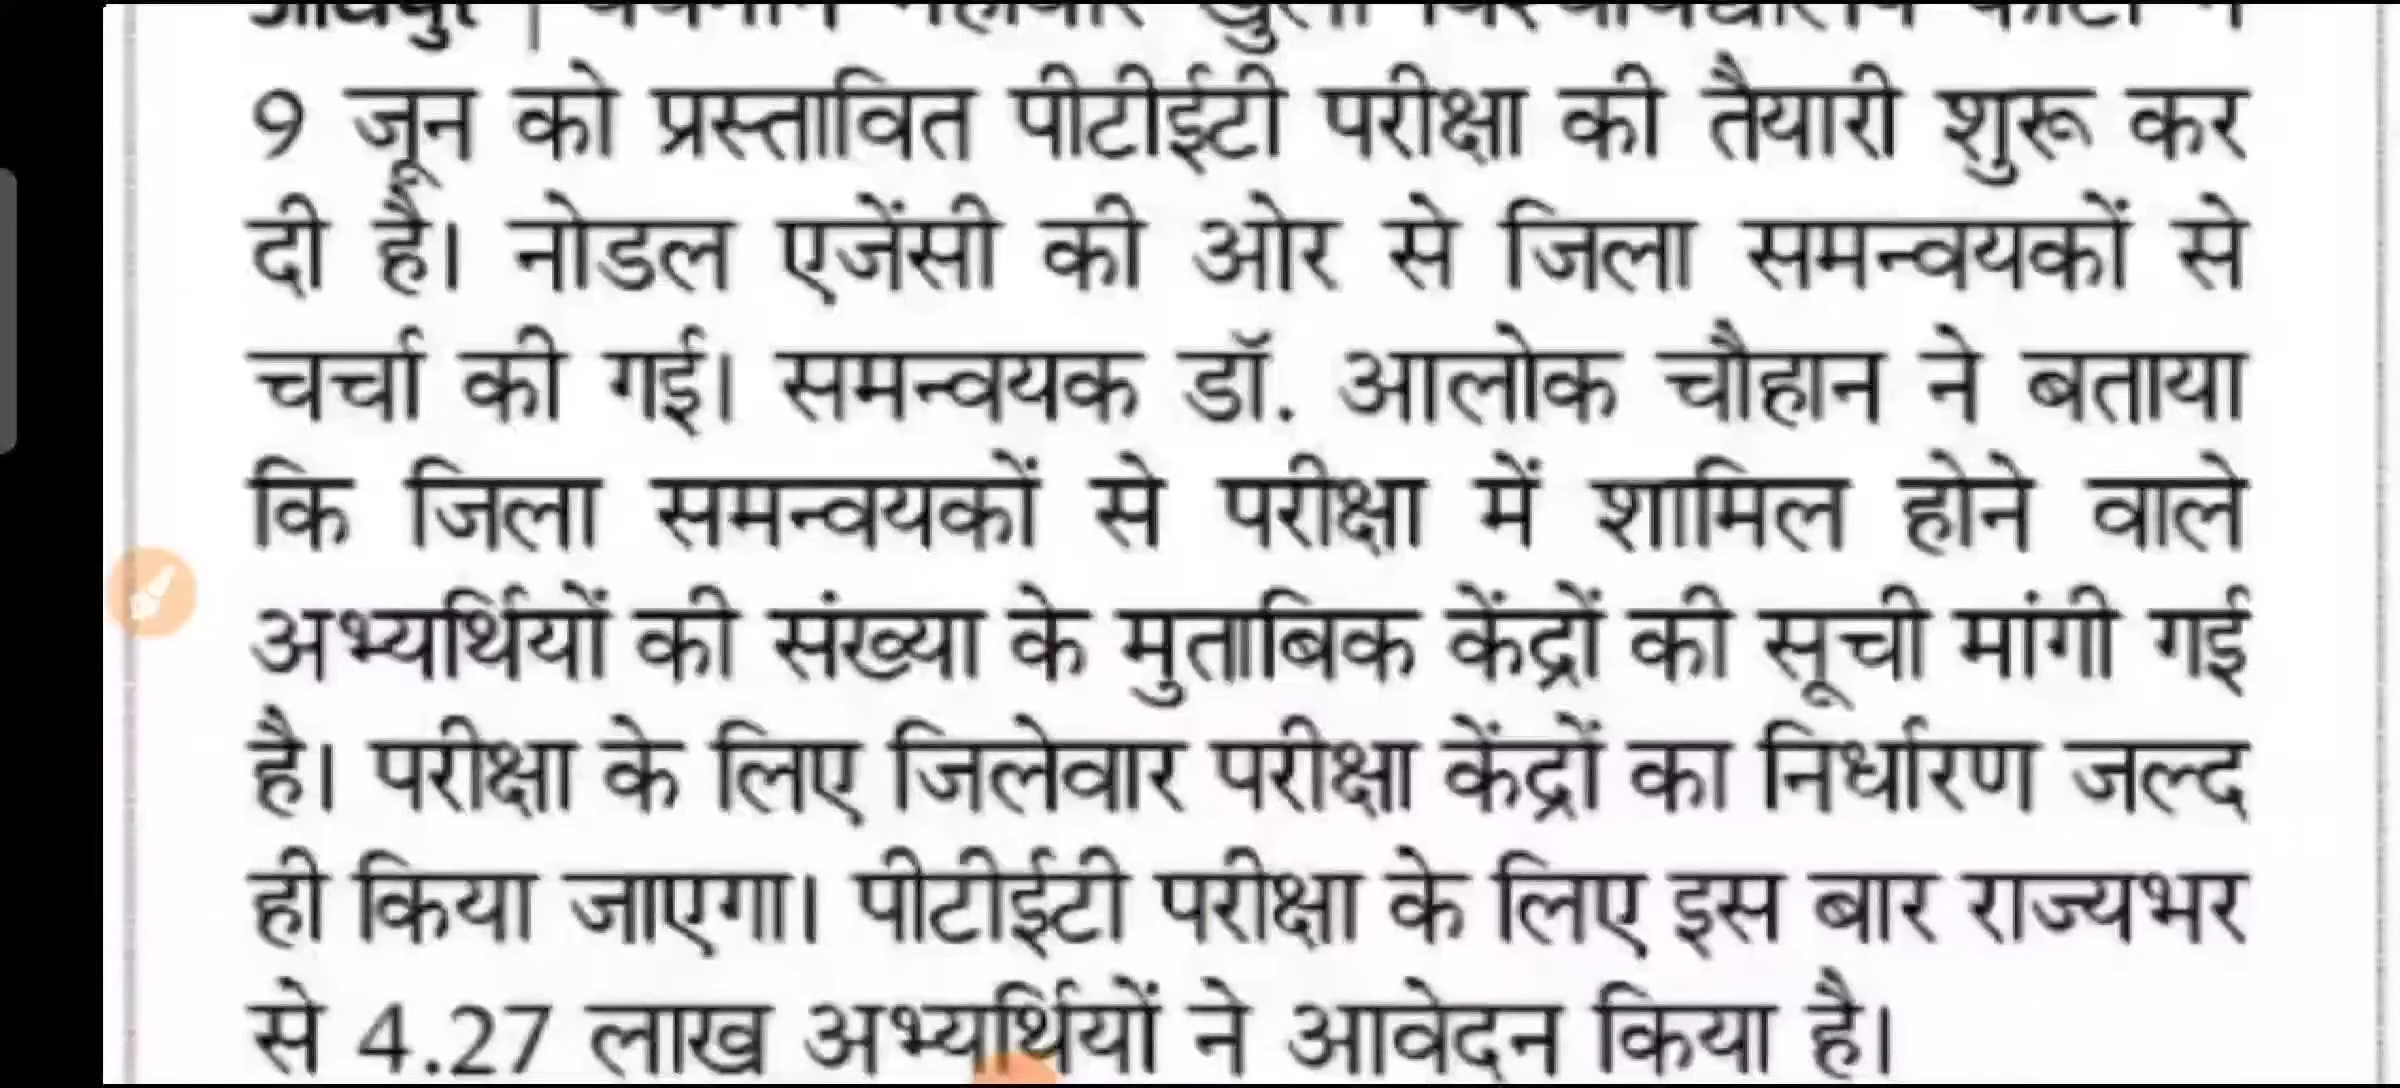 9 जून को प्रस्तावित पीटीईटी परीक्षा की तैयारी शुरू कर
दी है। नोडल एजेंसी की ओर से जिला समन्वयकों से
चर्चा की गई। समन्वयक डॉ. आलोक चौहान ने बताया
कि जिला समन्वयकों से परीक्षा में शामिल होने वाले
अभ्यर्थियों की संख्या के मुताबिक केंद्रों की सूची मांगी गई
है। परीक्षा के लिए जिलेवार परीक्षा केंद्रों का निर्धारण जल्द
ही किया जाएगा। पीटीईटी परीक्षा के लिए इस बार राज्यभर
से 4.27 लाख अभ्यर्थियों ने आवेदन किया है।